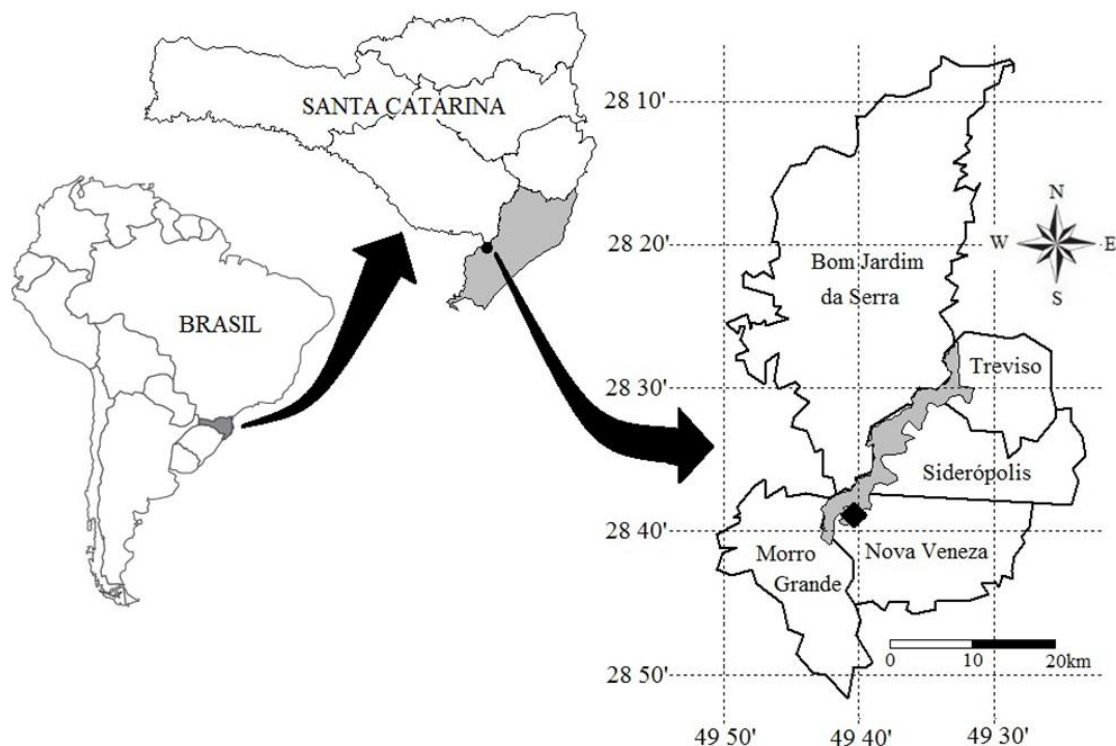 SANTA CATARINA
BRASIL
28 10'
28 20'
28 30'
28 40'
28 50'
N
W
E
S
Bom Jardim
da Serra
Treviso
Siderópolis
Nova Veneza
Morro
Grande
0 10 20km
49 50' 49 40' 49 30'